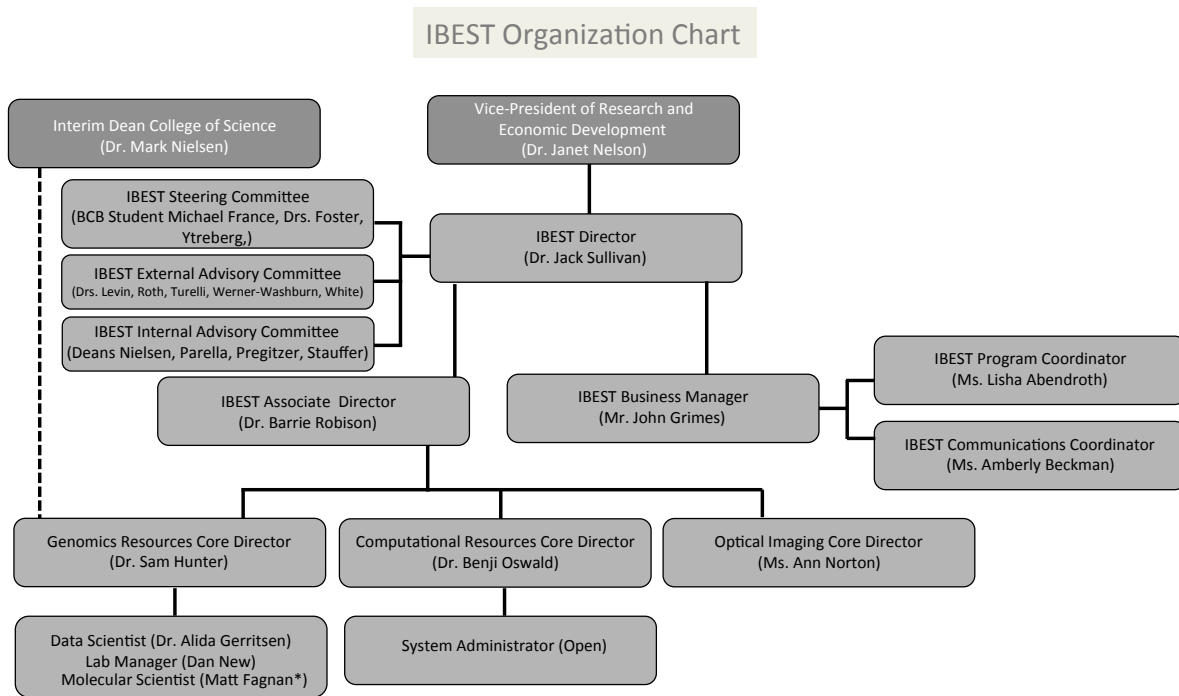 IBEST Organization Chart
Interim Dean College of Science
(Dr. Mark Nielsen)
Vice-President of Research and
Economic Development
(Dr. Janet Nelson)
IBEST Steering Committee
(BCB Student Michael France, Drs. Foster,
Ytreberg,)
IBEST Director
(Dr. Jack Sullivan)
IBEST External Advisory Committee
(Drs. Levin, Roth, Turelli, Werner-Washburn, White)
IBEST Internal Advisory Committee
(Deans Nielsen, Parella, Pregitzer, Stauffer)
IBEST Associate Director
(Dr. Barrie Robison)
IBEST Business Manager
(Mr. John Grimes)
IBEST Program Coordinator
(Ms. Lisha Abendroth)
IBEST Communications Coordinator
(Ms. Amberly Beckman)
Genomics Resources Core Director
(Dr. Sam Hunter)
Computational Resources Core Director
(Dr. Benji Oswald)
Optical Imaging Core Director
(Ms. Ann Norton)
Data Scientist (Dr. Alida Gerritsen)
Lab Manager (Dan New)
Molecular Scientist (Matt Fagnan*)
System Administrator (Open)